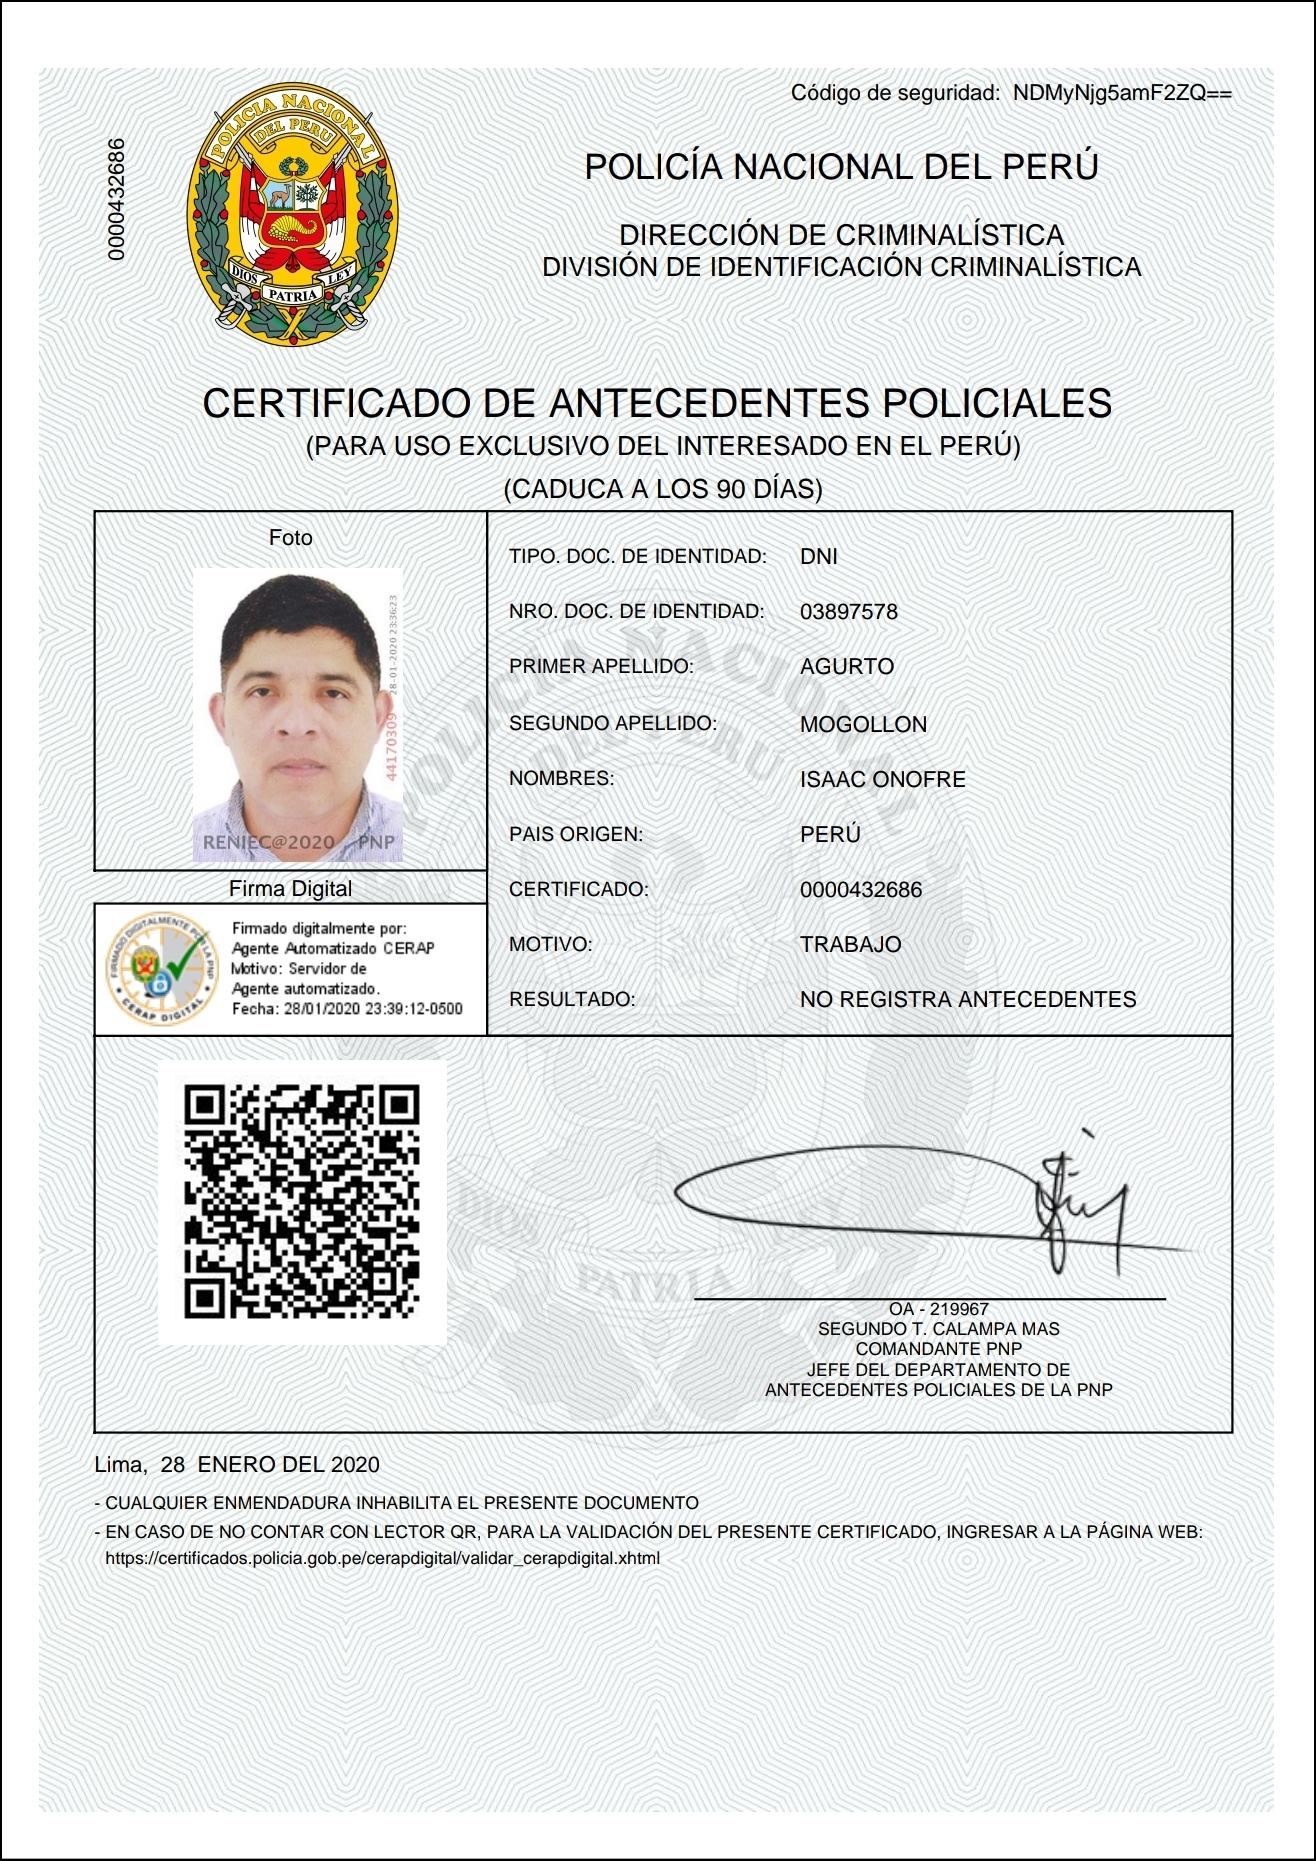 Código de seguridad: NDMyNjg5amF2ZQ==
0000432686
POLICIA NACIONAL
DEL PERU
DIOS PATRIA LEY
POLICÍA NACIONAL DEL PERÚ
DIRECCIÓN DE CRIMINALÍSTICA
DIVISIÓN DE IDENTIFICACIÓN CRIMINALÍSTICA
CERTIFICADO DE ANTECEDENTES POLICIALES
(PARA USO EXCLUSIVO DEL INTERESADO EN EL PERÚ)
(CADUCA A LOS 90 DÍAS)
Foto
28-01-2020 23:36:23
44170309
RENIEC@2020 PNP
Firma Digital
FIRMADO DIGITALMENTE POR LA PNP
CERAP DIGITAL
Firmado digitalmente por:
Agente Automatizado CERAP
Motivo: Servidor de
Agente automatizado.
Fecha: 28/01/2020 23:39:12-0500
TIPO. DOC. DE IDENTIDAD: DNI
NRO. DOC. DE IDENTIDAD: 03897578
PRIMER APELLIDO: AGURTO
SEGUNDO APELLIDO: MOGOLLON
NOMBRES: ISAAC ONOFRE
PAIS ORIGEN: PERÚ
CERTIFICADO: 0000432686
MOTIVO: TRABAJO
RESULTADO: NO REGISTRA ANTECEDENTES
POLICIA NACIONAL
DEL PERU
DIOS PATRIA LEY
OA - 219967
SEGUNDO T. CALAMPA MAS
COMANDANTE PNP
JEFE DEL DEPARTAMENTO DE
ANTECEDENTES POLICIALES DE LA PNP
Lima, 28 ENERO DEL 2020
- CUALQUIER ENMENDADURA INHABILITA EL PRESENTE DOCUMENTO
- EN CASO DE NO CONTAR CON LECTOR QR, PARA LA VALIDACIÓN DEL PRESENTE CERTIFICADO, INGRESAR A LA PÁGINA WEB:
https://certificados.policia.gob.pe/cerapdigital/validar_cerapdigital.xhtml